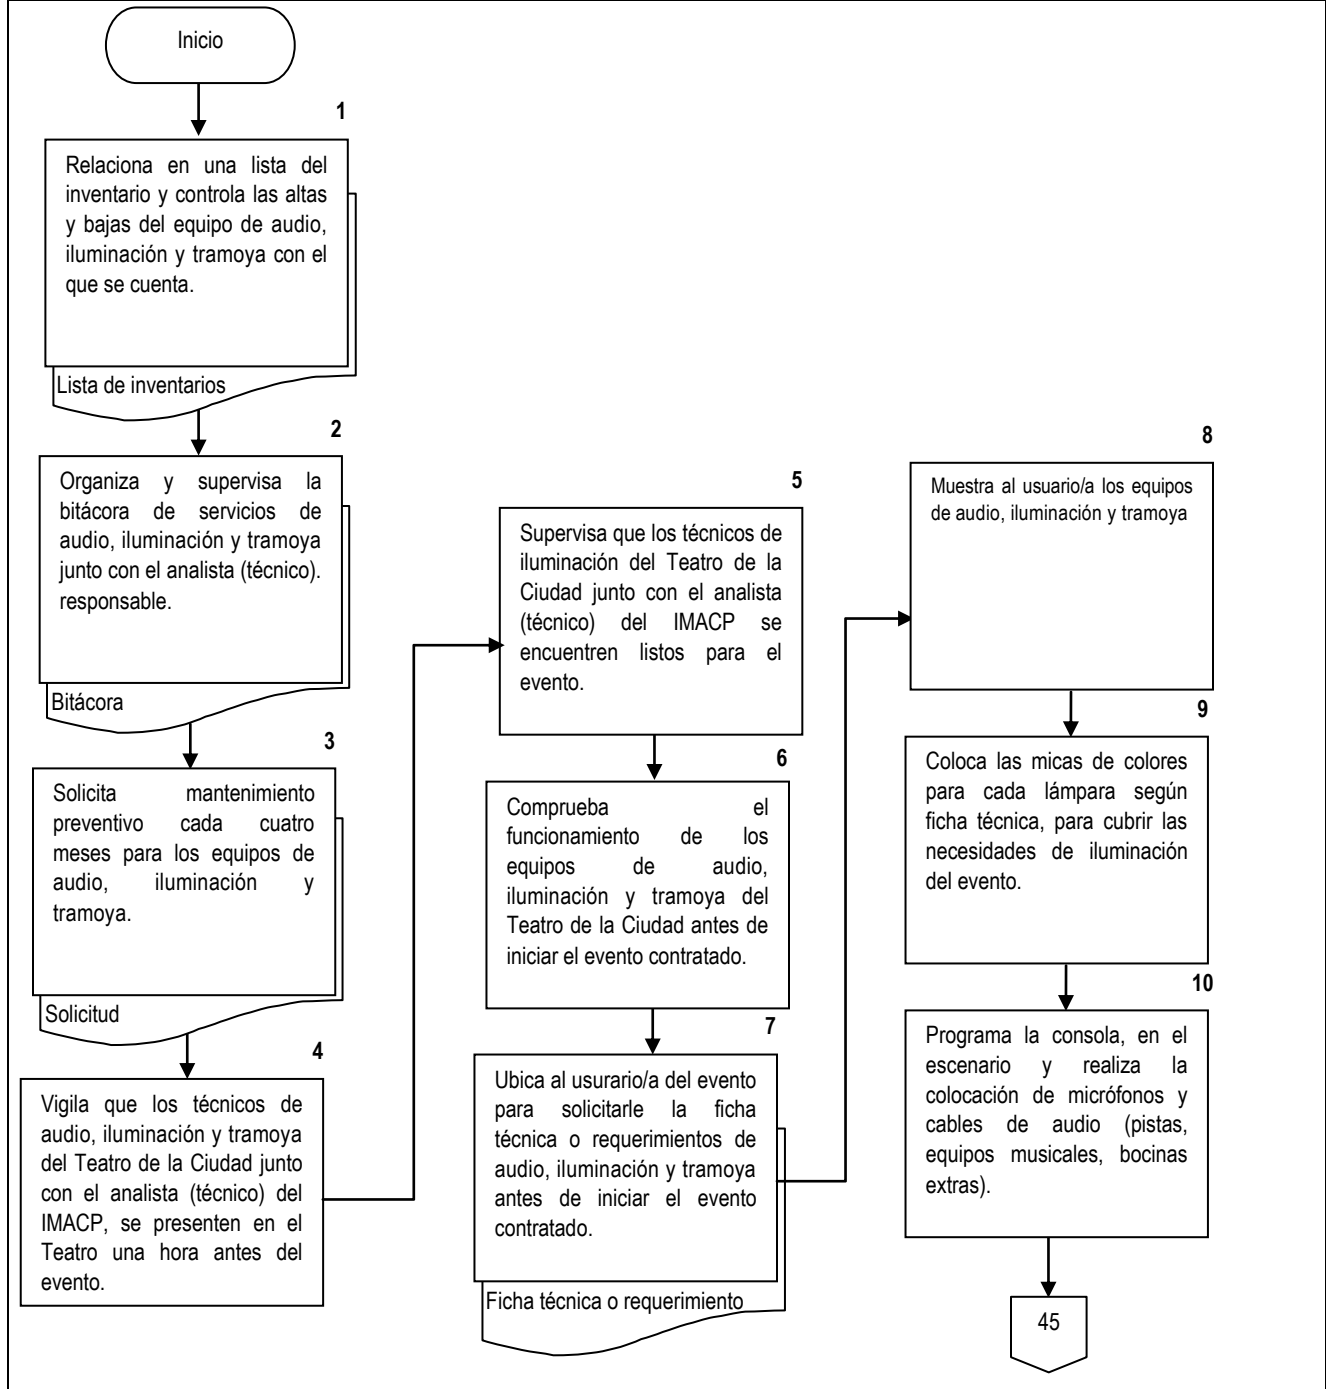 Inicio
1
Relaciona en una lista del
inventario y controla las altas
y bajas del equipo de audio,
iluminación y tramoya con el
que se cuenta.
Lista de inventarios
2
Organiza y supervisa la
bitácora de servicios de
audio, iluminación y tramoya
junto con el analista (técnico).
responsable.
Bitácora
3
Solicita mantenimiento
preventivo cada cuatro
meses para los equipos de
audio, iluminación y
tramoya.
Solicitud
4
Vigila que los técnicos de
audio, iluminación y tramoya
del Teatro de la Ciudad junto
con el analista (técnico) del
IMACP, se presenten en el
Teatro una hora antes del
evento.
5
Supervisa que los técnicos de
iluminación del Teatro de la
Ciudad junto con el analista
(técnico) del IMACP se
encuentren listos para el
evento.
6
Comprueba el
funcionamiento de los
equipos de audio,
iluminación y tramoya del
Teatro de la Ciudad antes de
iniciar el evento contratado.
7
Ubica al usurario/a del evento
para solicitarle la ficha
técnica o requerimientos de
audio, iluminación y tramoya
antes de iniciar el evento
contratado.
Ficha técnica o requerimiento
8
Muestra al usuario/a los equipos
de audio, iluminación y tramoya
9
Coloca las micas de colores
para cada lámpara según
ficha técnica, para cubrir las
necesidades de iluminación
del evento.
10
Programa la consola, en el
escenario y realiza la
colocación de micrófonos y
cables de audio (pistas,
equipos musicales, bocinas
extras).
45